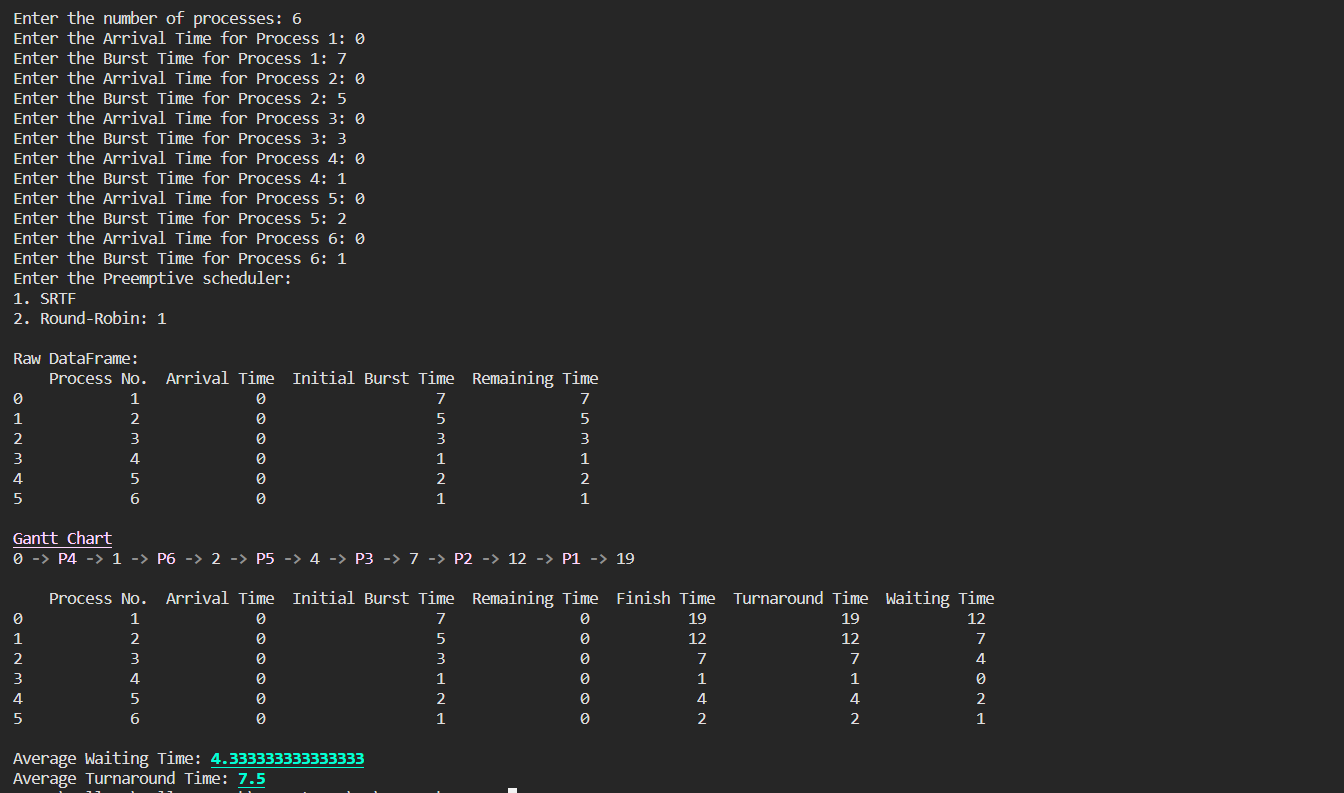 Enter the number of processes: 6
Enter the Arrival Time for Process 1: 0
Enter the Burst Time for Process 1: 7
Enter the Arrival Time for Process 2: 0
Enter the Burst Time for Process 2: 5
Enter the Arrival Time for Process 3: 0
Enter the Burst Time for Process 3: 3
Enter the Arrival Time for Process 4: 0
Enter the Burst Time for Process 4: 1
Enter the Arrival Time for Process 5: 0
Enter the Burst Time for Process 5: 2
Enter the Arrival Time for Process 6: 0
Enter the Burst Time for Process 6: 1
Enter the Preemptive scheduler:
1. SRTF
2. Round-Robin: 1
Raw DataFrame:
Process No. Arrival Time Initial Burst Time Remaining Time
0 1 0 7 7
1 2 0 5 5
2 3 0 3 3
3 4 0 1 1
4 5 0 2 2
5 6 0 1 1
Gantt Chart
0 -> P4 -> 1 -> P6 -> 2 -> P5 -> 4 -> P3 -> 7 -> P2 -> 12 -> P1 -> 19
Process No. Arrival Time Initial Burst Time Remaining Time Finish Time Turnaround Time Waiting Time
0 1 0 7 0 19 19 12
1 2 0 5 0 12 12 7
2 3 0 3 0 7 7 4
3 4 0 1 0 1 1 0
4 5 0 2 0 4 4 2
5 6 0 1 0 2 2 1
Average Waiting Time: 4.333333333333333
Average Turnaround Time: 7.5